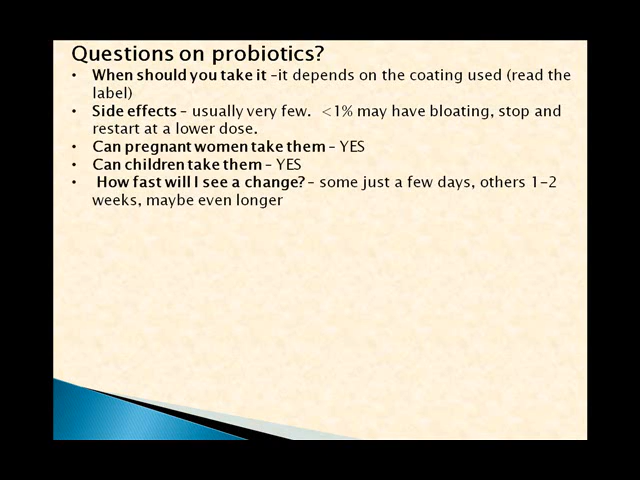 Questions on probiotics?
• When should you take it –it depends on the coating used (read the
label)
• Side effects – usually very few.  <1% may have bloating, stop and
restart at a lower dose.
• Can pregnant women take them – YES
• Can children take them – YES
• How fast will I see a change? – some just a few days, others 1–2
weeks, maybe even longer